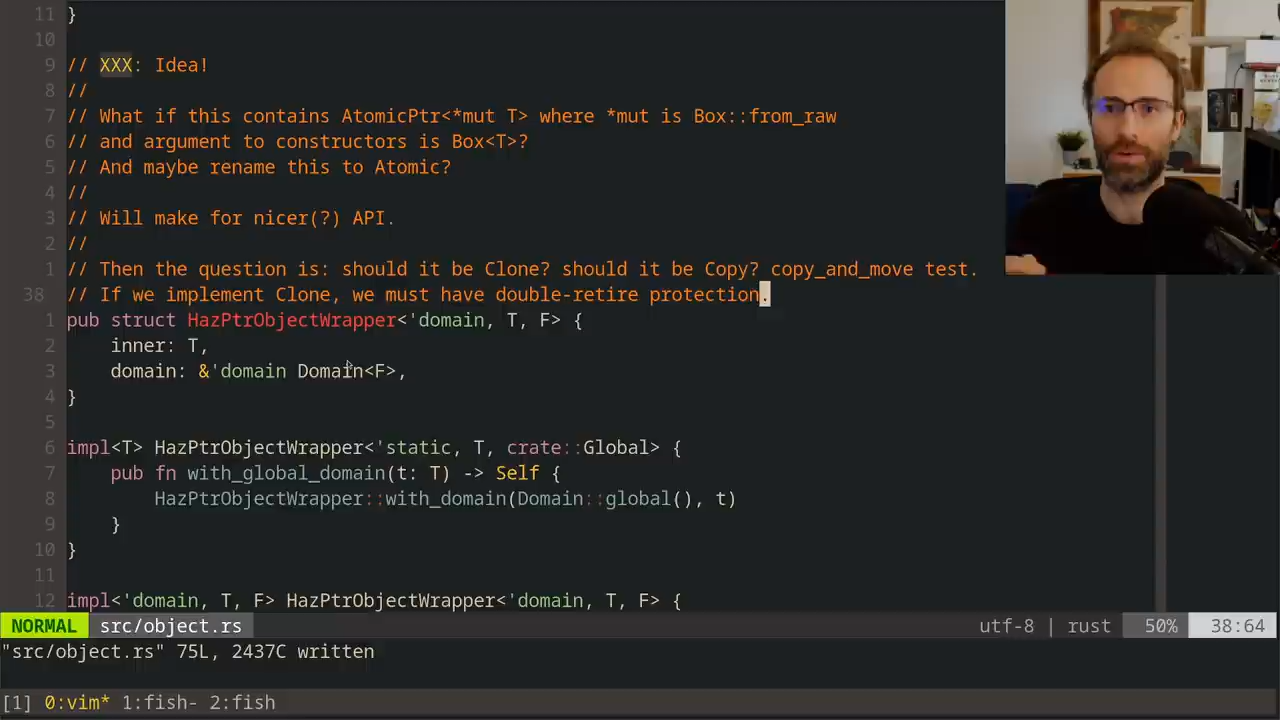 11 }
10
9 // XXX: Idea!
8 //
7 // What if this contains AtomicPtr<*mut T> where *mut is Box::from_raw
6 // and argument to constructors is Box<T>?
5 // And maybe rename this to Atomic?
4 //
3 // Will make for nicer(?) API.
2 //
1 // Then the question is: should it be Clone? should it be Copy? copy_and_move test.
38 // If we implement Clone, we must have double-retire protection.
1 pub struct HazPtrObjectWrapper<'domain, T, F> {
2 inner: T,
3 domain: &'domain Domain<F>,
4 }
5
6 impl<T> HazPtrObjectWrapper<'static, T, crate::Global> {
7 pub fn with_global_domain(t: T) -> Self {
8 HazPtrObjectWrapper::with_domain(Domain::global(), t)
9 }
10 }
11
12 impl<'domain, T, F> HazPtrObjectWrapper<'domain, T, F> {
NORMAL src/object.rs utf-8 | rust 50% 38:64
"src/object.rs" 75L, 2437C written
[1] 0:vim* 1:fish- 2:fish